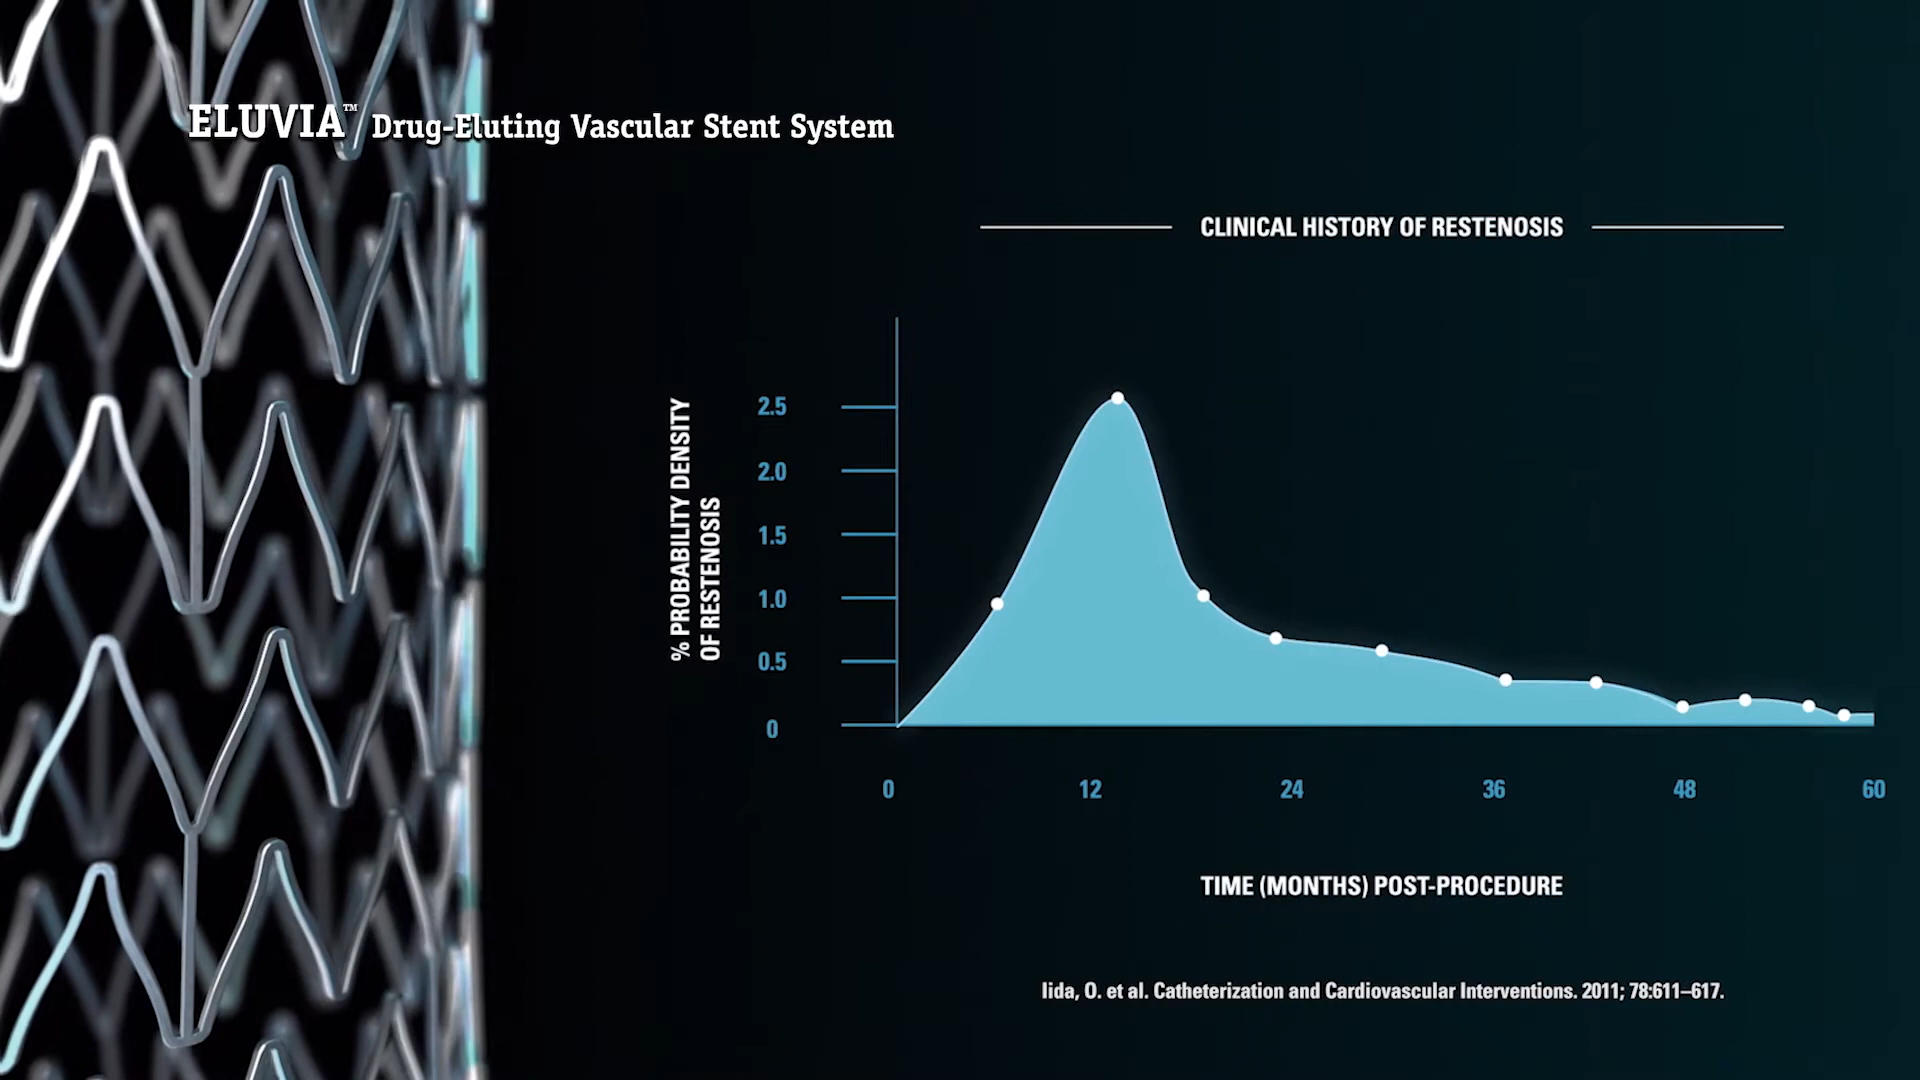 ELUVIA™ Drug-Eluting Vascular Stent System
CLINICAL HISTORY OF RESTENOSIS
% PROBABILITY DENSITY
OF RESTENOSIS
2.5
2.0
1.5
1.0
0.5
0
0 12 24 36 48 60
TIME (MONTHS) POST-PROCEDURE
Iida, O. et al. Catheterization and Cardiovascular Interventions. 2011; 78:611–617.